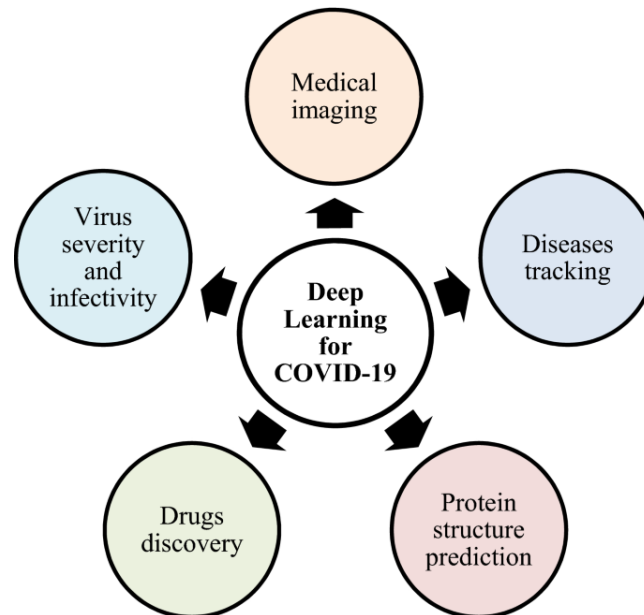 Medical
imaging
Virus
severity
and
infectivity
Diseases
tracking
Deep
Learning
for
COVID-19
Drugs
discovery
Protein
structure
prediction